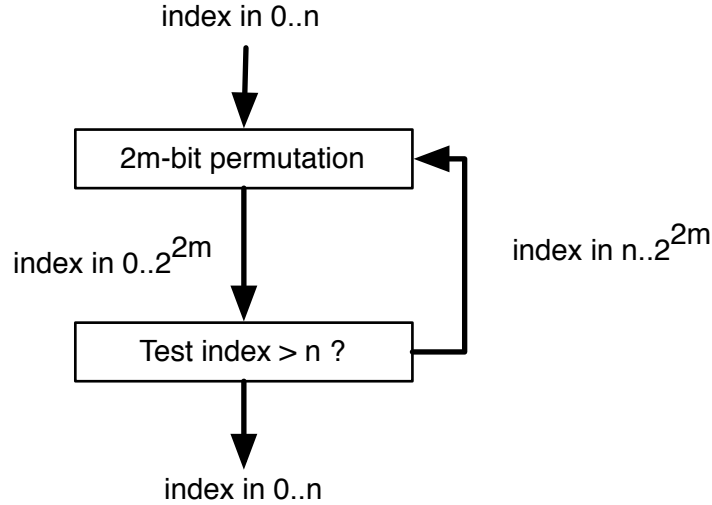 index in 0..n
2m-bit permutation
index in 0..2^2m
index in n..2^2m
Test index > n ?
index in 0..n